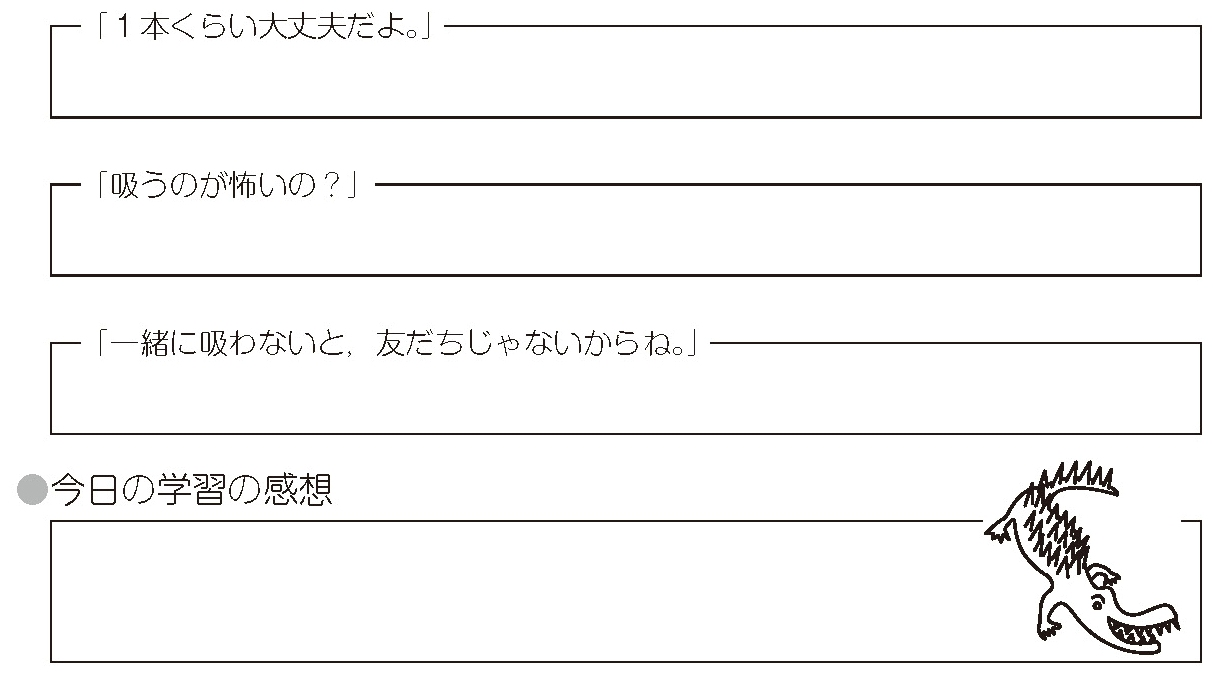 「1本くらい大丈夫だよ。」
「吸うのが怖いの？」
「一緒に吸わないと，友だちじゃないからね。」
●今日の学習の感想